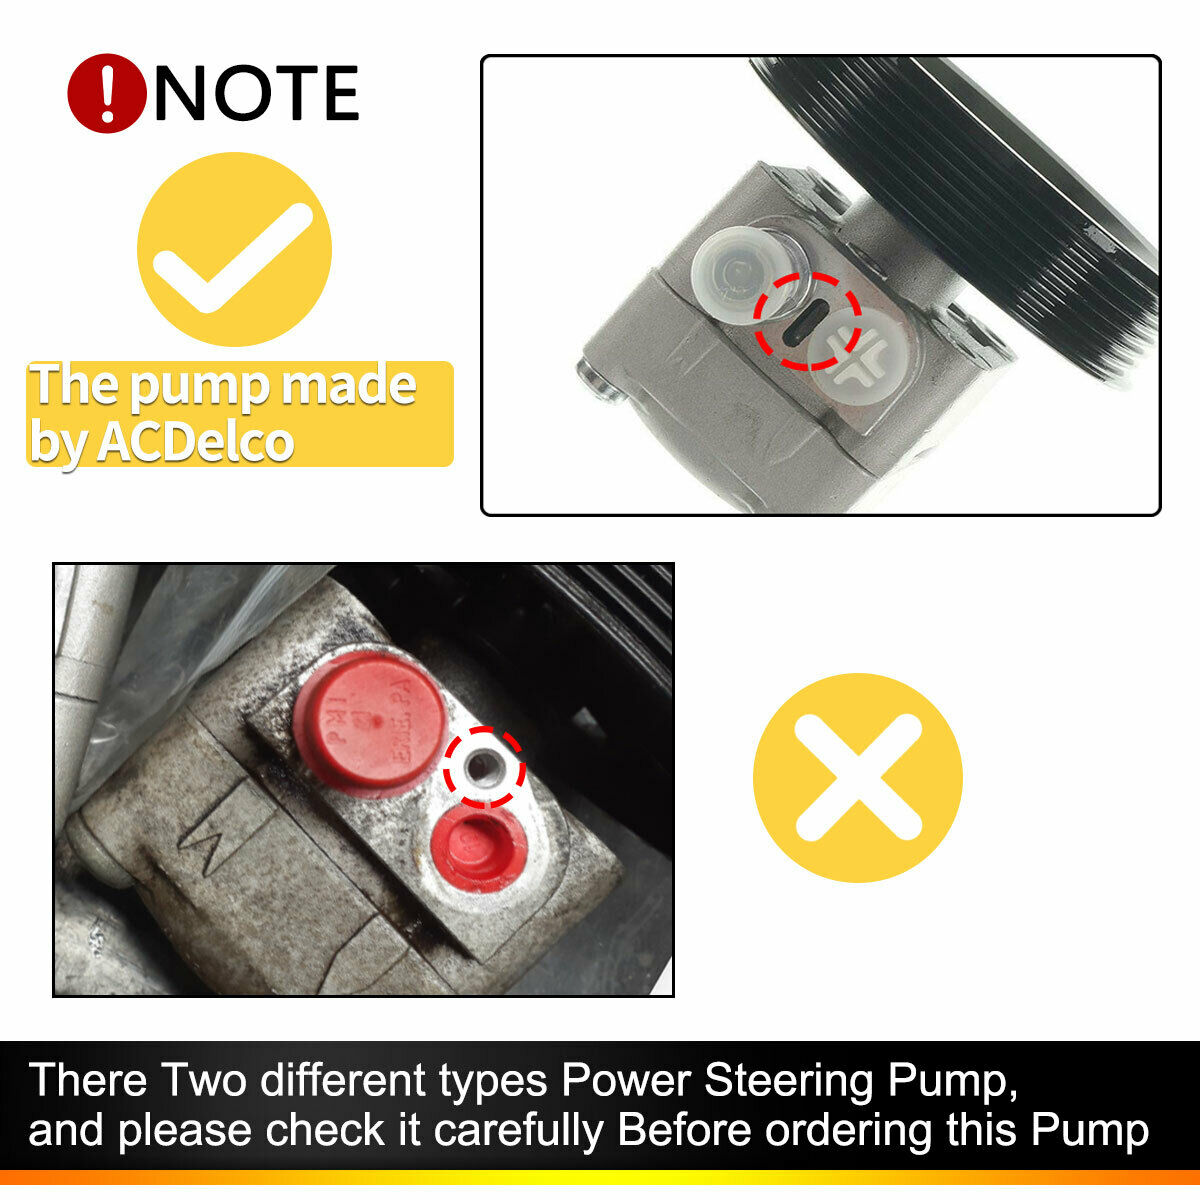 NOTE
The pump made
by ACDelco
PMI
M
There Two different types Power Steering Pump,
and please check it carefully Before ordering this Pump